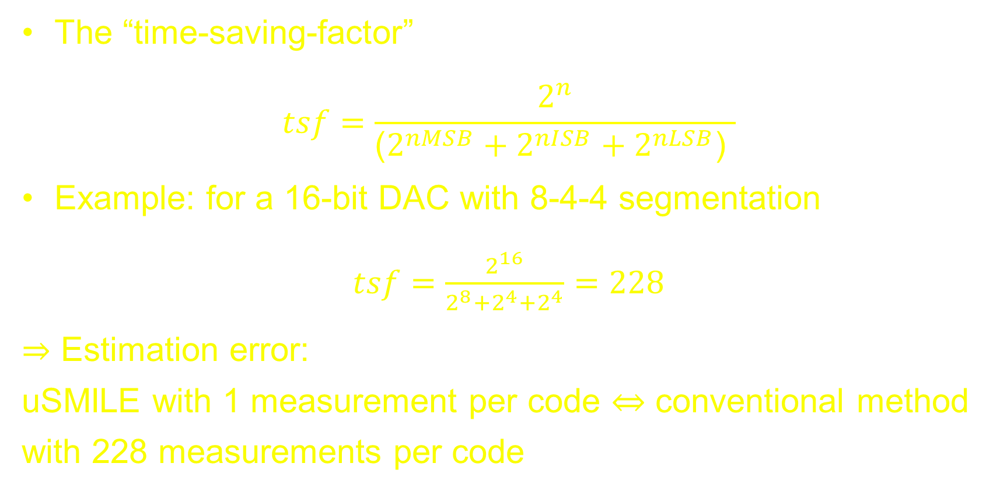 • The “time-saving-factor”
tsf = 2^n / (2^nMSB + 2^nISB + 2^nLSB)
• Example: for a 16-bit DAC with 8-4-4 segmentation
tsf = 2^16 / 2^8+2^4+2^4 = 228
⇒ Estimation error:
uSMILE with 1 measurement per code ⇔ conventional method
with 228 measurements per code